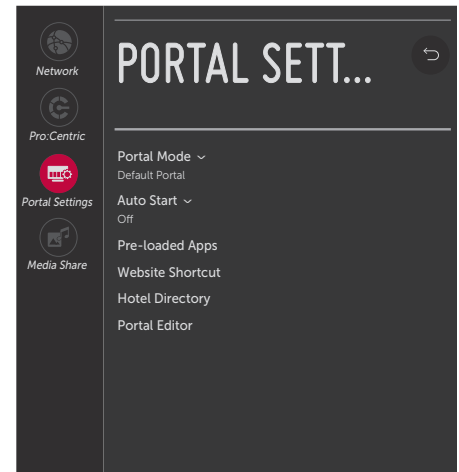 Network
Pro:Centric
Portal Settings
Media Share
PORTAL SETT...
Portal Mode
Default Portal
Auto Start
Off
Pre-loaded Apps
Website Shortcut
Hotel Directory
Portal Editor